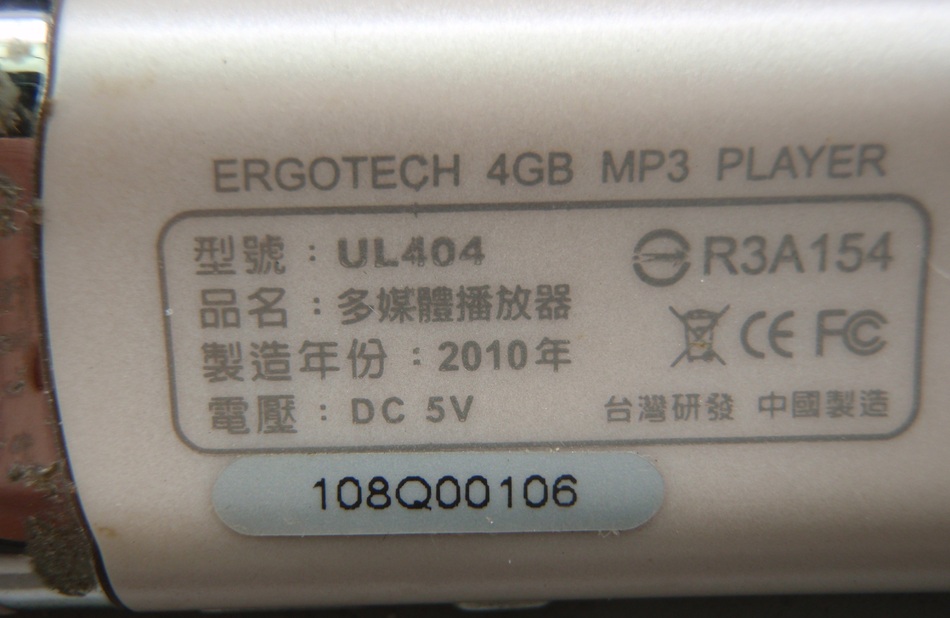 ERGOTECH 4GB MP3 PLAYER
型號：UL404
R3A154
品名：多媒體播放器
製造年份：2010年
CE FC
電壓：DC 5V
台灣研發 中國製造
108Q00106